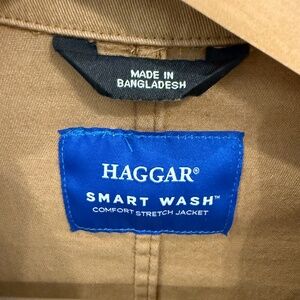 MADE IN
BANGLADESH
HAGGAR®
SMART WASH™
COMFORT STRETCH JACKET